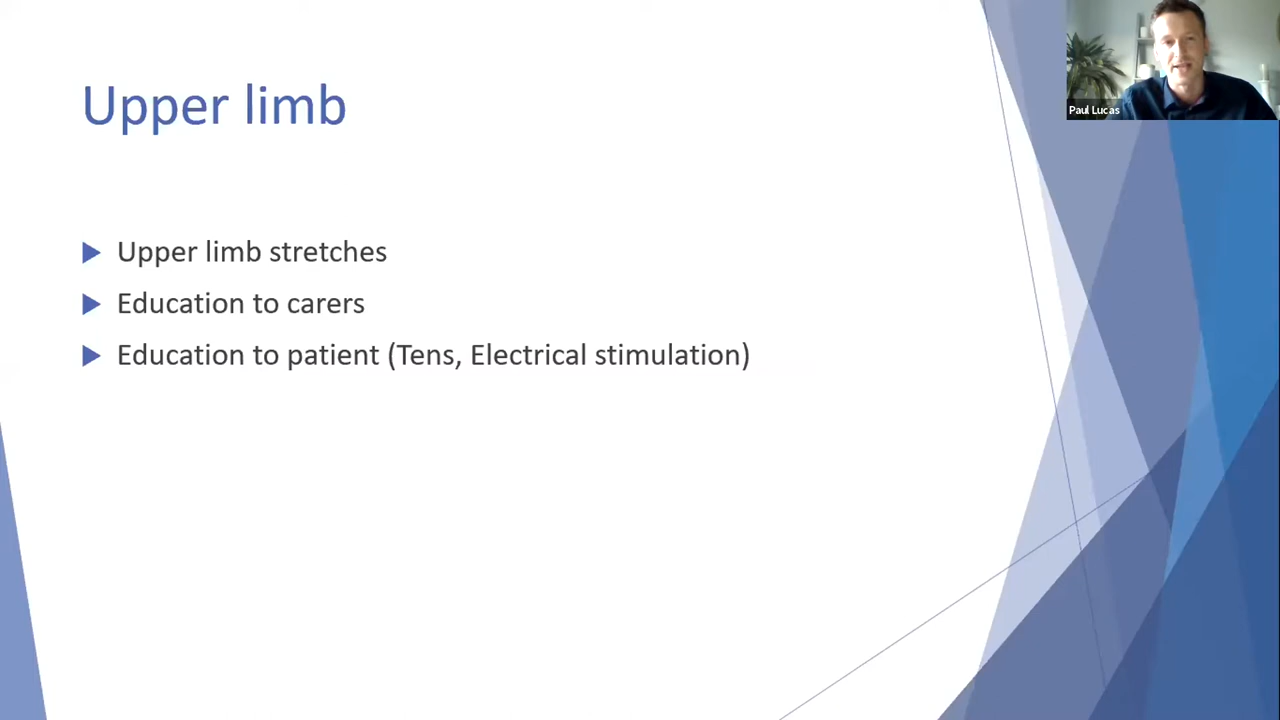 Upper limb
Paul Lucas
Upper limb stretches
Education to carers
Education to patient (Tens, Electrical stimulation)